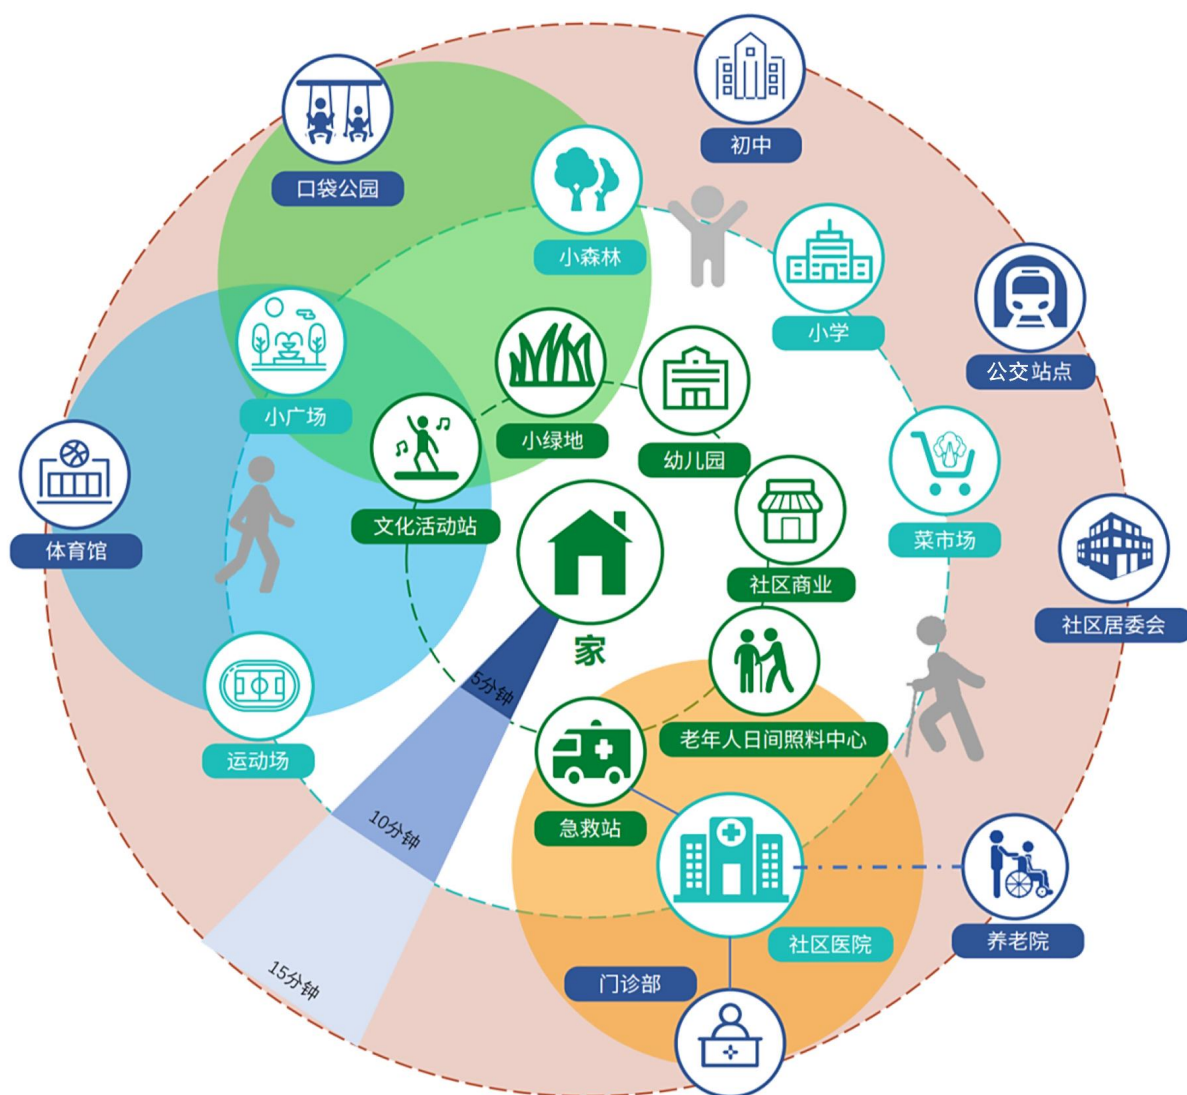 初中
口袋公园
小森林
小学
公交站点
小广场
小绿地
幼儿园
文化活动站
菜市场
体育馆
社区商业
社区居委会
家
5分钟
老年人日间照料中心
运动场
10分钟
急救站
社区医院
养老院
15分钟
门诊部